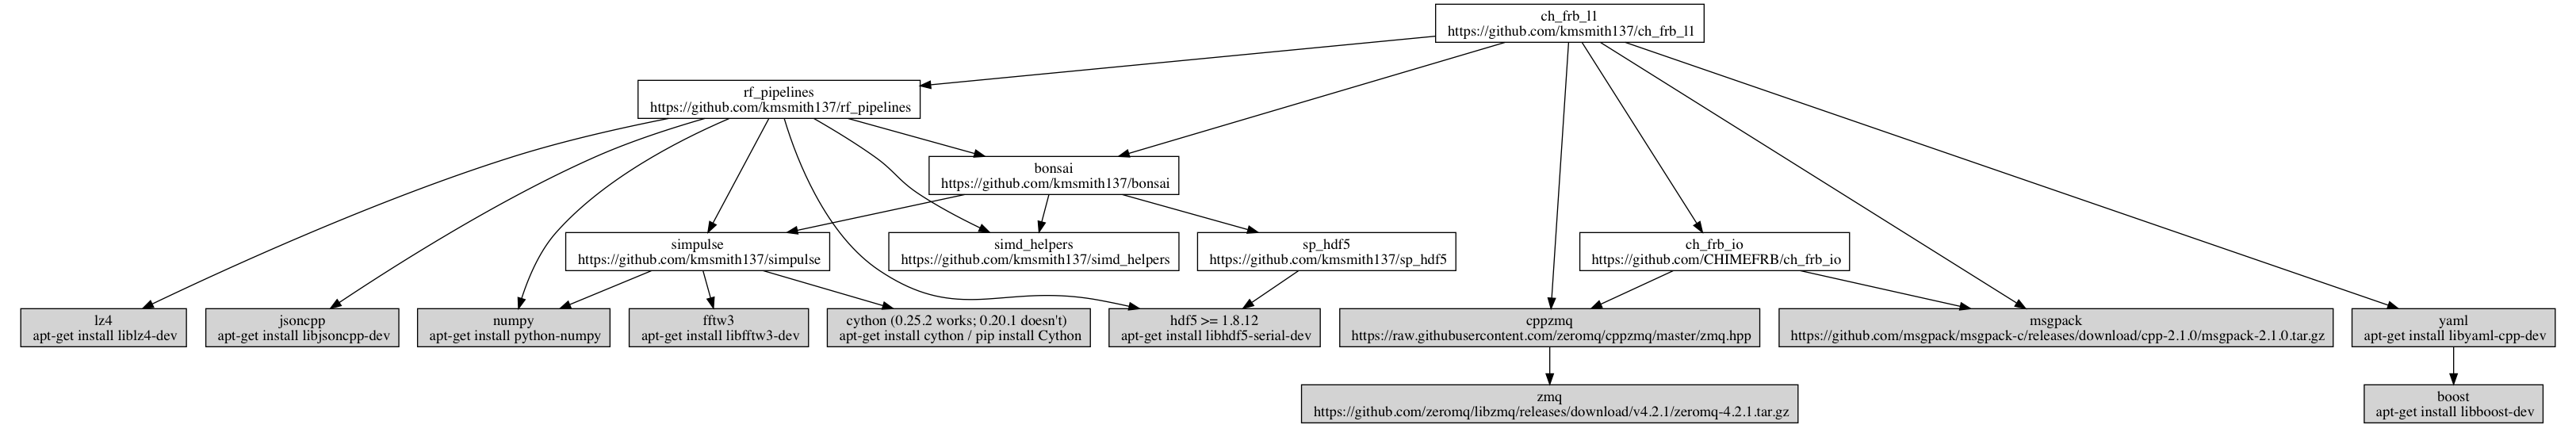 ch_frb_l1
https://github.com/kmsmith137/ch_frb_l1
rf_pipelines
https://github.com/kmsmith137/rf_pipelines
bonsai
https://github.com/kmsmith137/bonsai
simpulse
https://github.com/kmsmith137/simpulse
simd_helpers
https://github.com/kmsmith137/simd_helpers
sp_hdf5
https://github.com/kmsmith137/sp_hdf5
ch_frb_io
https://github.com/CHIMEFRB/ch_frb_io
lz4
apt-get install liblz4-dev
jsoncpp
apt-get install libjsoncpp-dev
numpy
apt-get install python-numpy
fftw3
apt-get install libfftw3-dev
cython (0.25.2 works; 0.20.1 doesn't)
apt-get install cython / pip install Cython
hdf5 >= 1.8.12
apt-get install libhdf5-serial-dev
cppzmq
https://raw.githubusercontent.com/zeromq/cppzmq/master/zmq.hpp
msgpack
https://github.com/msgpack/msgpack-c/releases/download/cpp-2.1.0/msgpack-2.1.0.tar.gz
yaml
apt-get install libyaml-cpp-dev
zmq
https://github.com/zeromq/libzmq/releases/download/v4.2.1/zeromq-4.2.1.tar.gz
boost
apt-get install libboost-dev